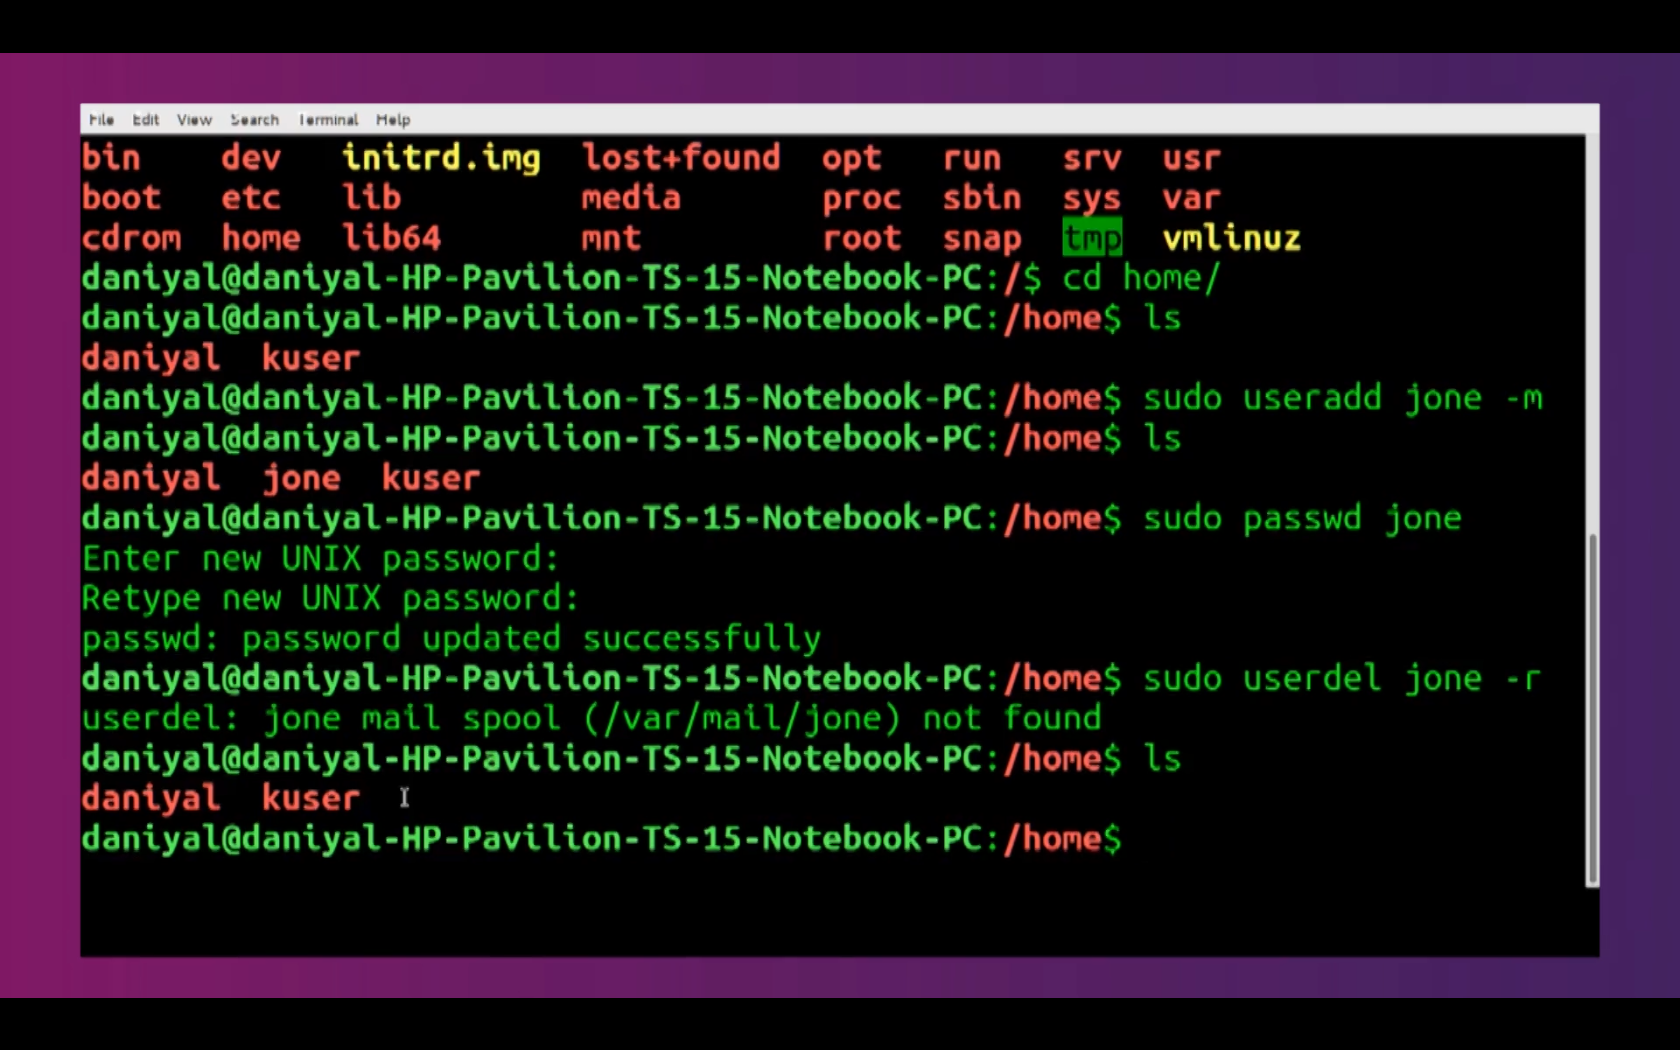 File Edit View Search Terminal Help
bin dev initrd.img lost+found opt run srv usr
boot etc lib media proc sbin sys var
cdrom home lib64 mnt root snap tmp vmlinuz
daniyal@daniyal-HP-Pavilion-TS-15-Notebook-PC:/$ cd home/
daniyal@daniyal-HP-Pavilion-TS-15-Notebook-PC:/home$ ls
daniyal kuser
daniyal@daniyal-HP-Pavilion-TS-15-Notebook-PC:/home$ sudo useradd jone -m
daniyal@daniyal-HP-Pavilion-TS-15-Notebook-PC:/home$ ls
daniyal jone kuser
daniyal@daniyal-HP-Pavilion-TS-15-Notebook-PC:/home$ sudo passwd jone
Enter new UNIX password:
Retype new UNIX password:
passwd: password updated successfully
daniyal@daniyal-HP-Pavilion-TS-15-Notebook-PC:/home$ sudo userdel jone -r
userdel: jone mail spool (/var/mail/jone) not found
daniyal@daniyal-HP-Pavilion-TS-15-Notebook-PC:/home$ ls
daniyal kuser
daniyal@daniyal-HP-Pavilion-TS-15-Notebook-PC:/home$